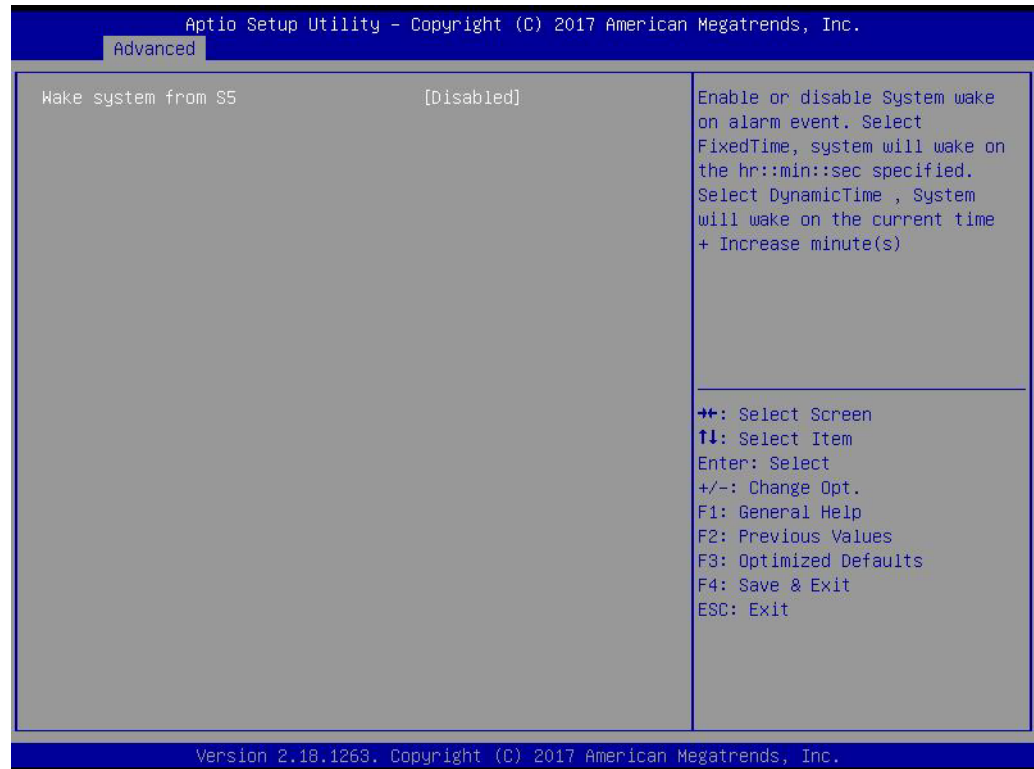 Aptio Setup Utility – Copyright (C) 2017 American Megatrends, Inc.
Advanced
Wake system from S5 [Disabled]
Enable or disable System wake
on alarm event. Select
FixedTime, system will wake on
the hr::min::sec specified.
Select DynamicTime , System
will wake on the current time
+ Increase minute(s)
→←: Select Screen
↑↓: Select Item
Enter: Select
+/-: Change Opt.
F1: General Help
F2: Previous Values
F3: Optimized Defaults
F4: Save & Exit
ESC: Exit
Version 2.18.1263. Copyright (C) 2017 American Megatrends, Inc.